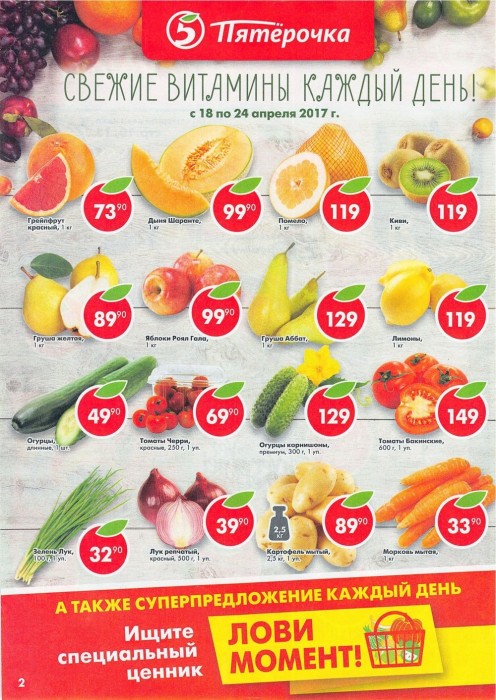 5 Пятёрочка
СВЕЖИЕ ВИТАМИНЫ КАЖДЫЙ ДЕНЬ!
с 18 по 24 апреля 2017 г.
Грейпфрут
красный, 1 кг
73 90
Дыня Шаранте,
1 кг
99 90
Помело,
1 кг
119
Киви,
1 кг
119
Груша желтая,
1 кг
89 90
Яблоки Роял Гала,
1 кг
99 90
Груша Аббат,
1 кг
129
Лимоны,
1 кг
119
Огурцы,
длинные, 1 шт.
49 90
Томаты Черри,
красные, 250 г, 1 уп.
69 90
Огурцы корнишоны,
премиум, 300 г, 1 уп.
129
Томаты Бакинские,
600 г, 1 уп.
149
Зелень Лук,
100 г, 1 уп.
32 90
Лук репчатый,
красный, 500 г, 1 уп.
39 90
2,5
КГ
Картофель мытый,
2,5 кг, 1 уп.
89 90
Морковь мытая,
1 кг
33 90
А ТАКЖЕ СУПЕРПРЕДЛОЖЕНИЕ КАЖДЫЙ ДЕНЬ
Ищите
специальный
ценник
ЛОВИ
МОМЕНТ!
2